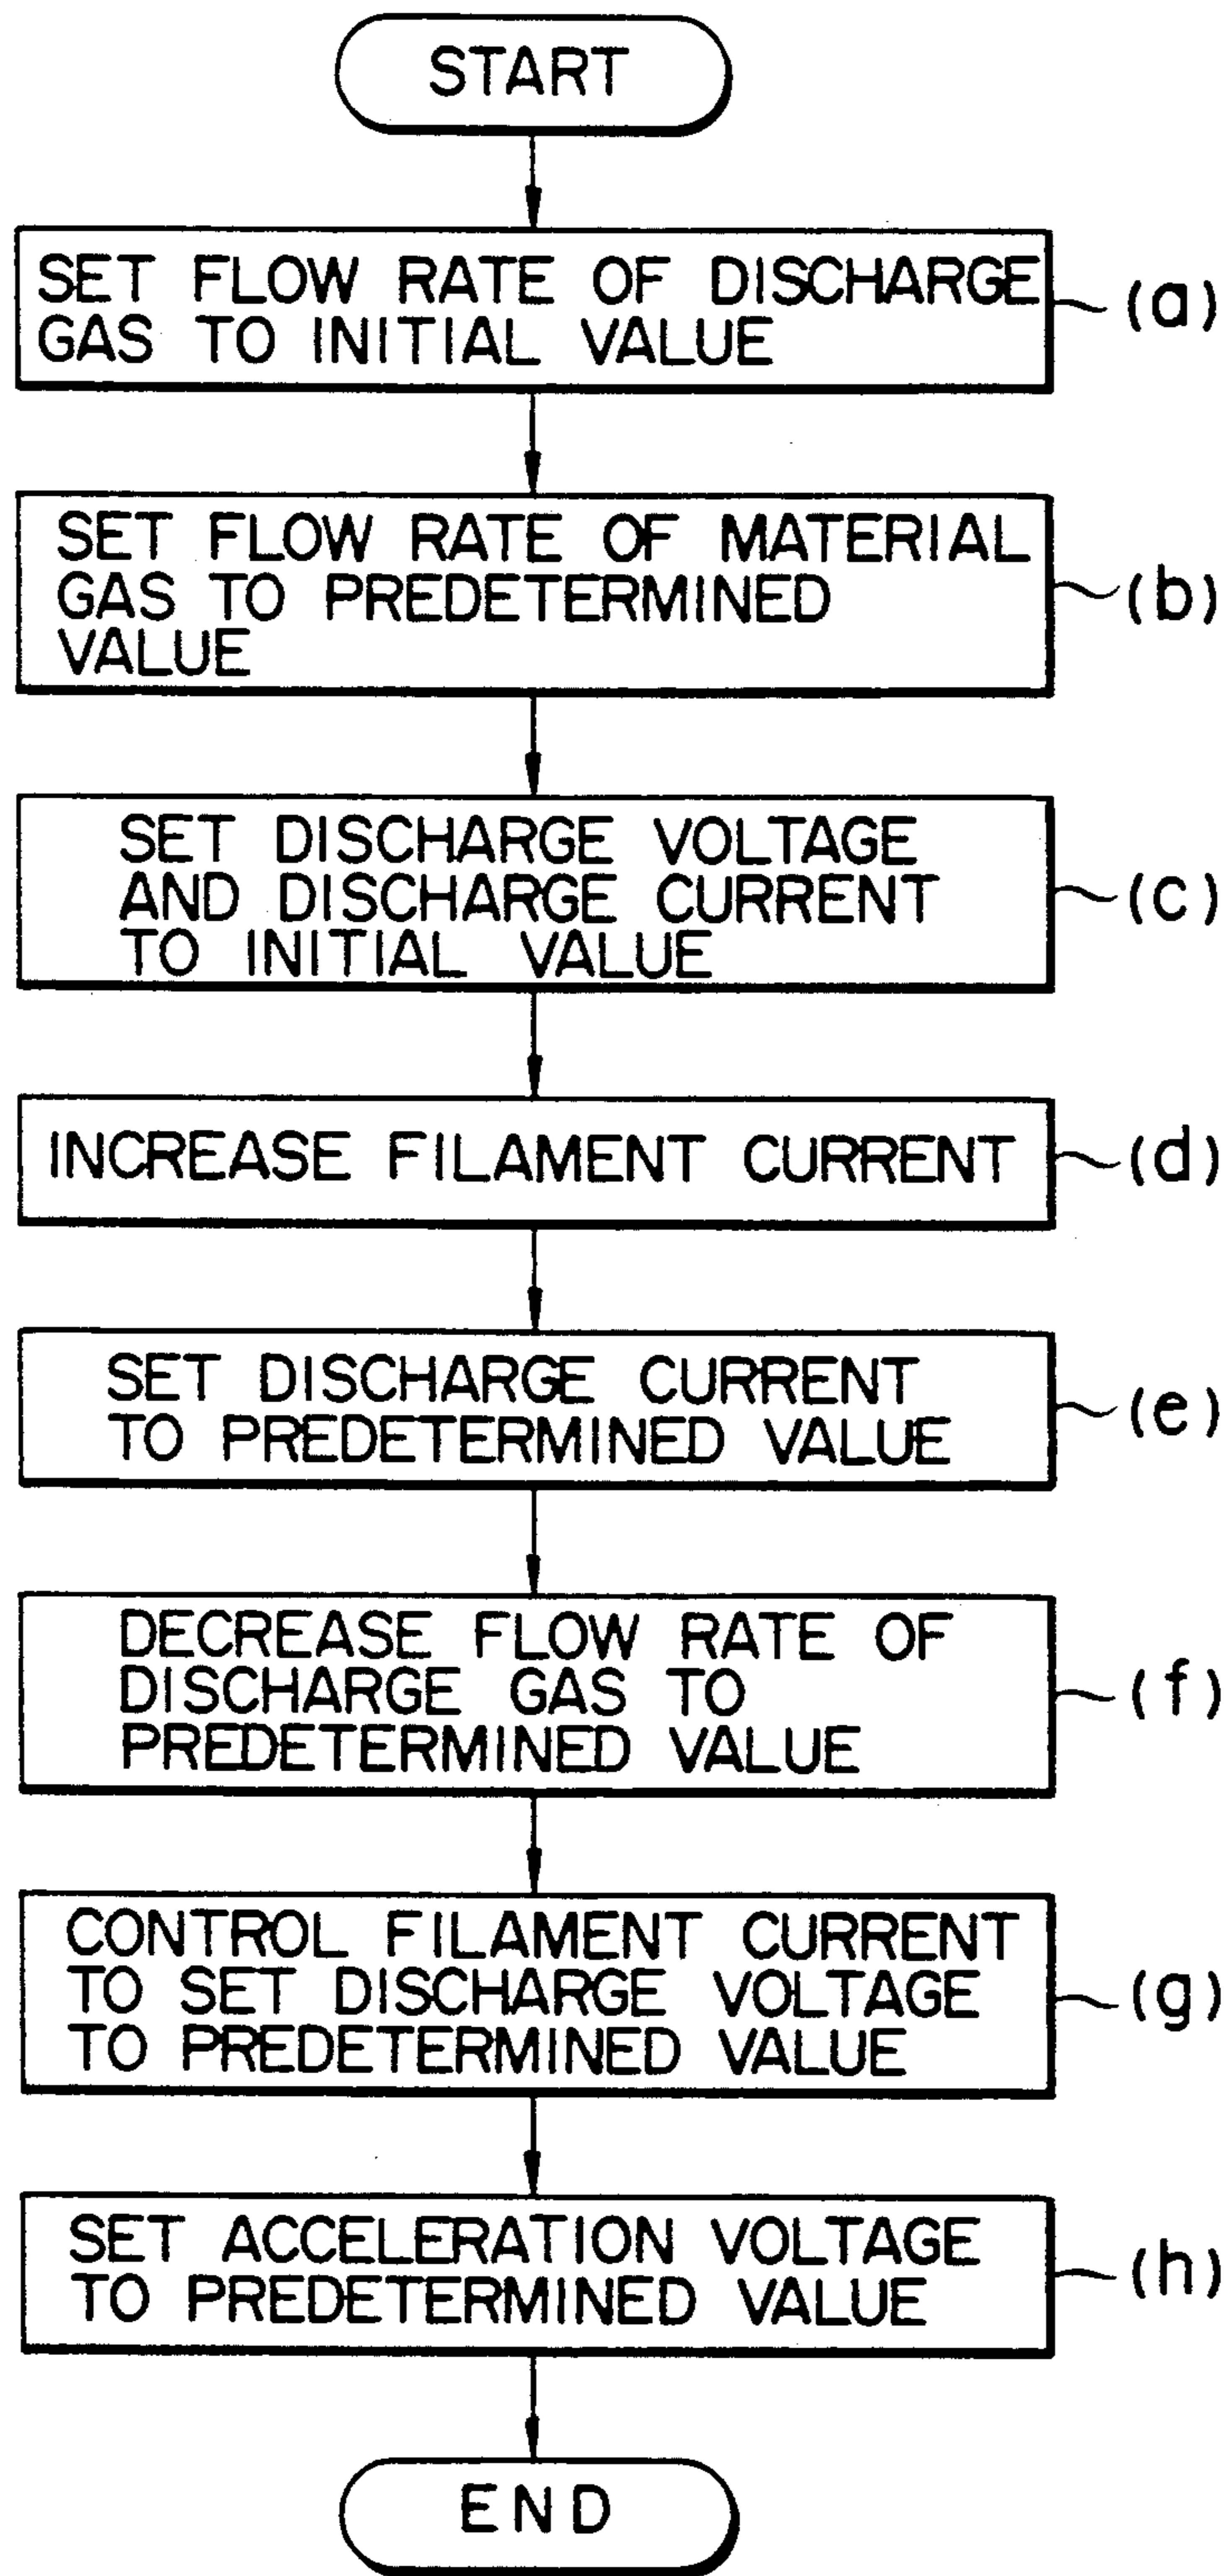 START
SET FLOW RATE OF DISCHARGE
GAS TO INITIAL VALUE
(a)
SET FLOW RATE OF MATERIAL
GAS TO PREDETERMINED
VALUE
(b)
SET DISCHARGE VOLTAGE
AND DISCHARGE CURRENT
TO INITIAL VALUE
(c)
INCREASE FILAMENT CURRENT
(d)
SET DISCHARGE CURRENT
TO PREDETERMINED VALUE
(e)
DECREASE FLOW RATE OF
DISCHARGE GAS TO
PREDETERMINED VALUE
(f)
CONTROL FILAMENT CURRENT
TO SET DISCHARGE VOLTAGE
TO PREDETERMINED VALUE
(g)
SET ACCELERATION VOLTAGE
TO PREDETERMINED VALUE
(h)
END